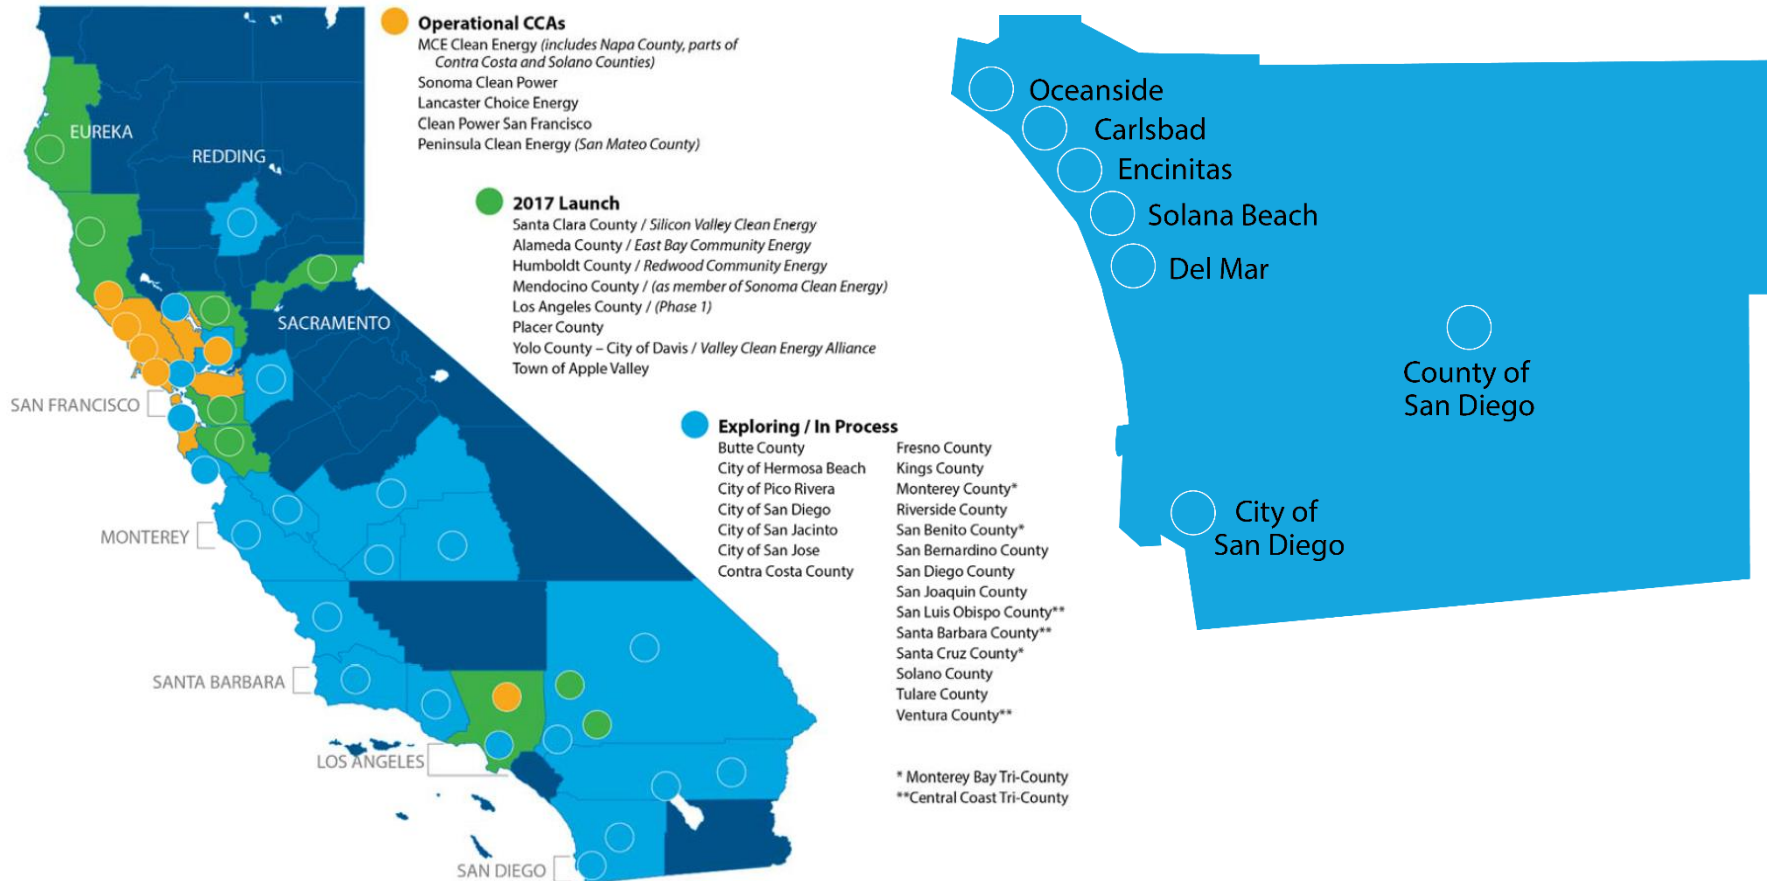 EUREKA
REDDING
SACRAMENTO
SAN FRANCISCO
MONTEREY
SANTA BARBARA
LOS ANGELES
SAN DIEGO
Operational CCAs
MCE Clean Energy (includes Napa County, parts of
Contra Costa and Solano Counties)
Sonoma Clean Power
Lancaster Choice Energy
Clean Power San Francisco
Peninsula Clean Energy (San Mateo County)
2017 Launch
Santa Clara County / Silicon Valley Clean Energy
Alameda County / East Bay Community Energy
Humboldt County / Redwood Community Energy
Mendocino County / (as member of Sonoma Clean Energy)
Los Angeles County / (Phase 1)
Placer County
Yolo County – City of Davis / Valley Clean Energy Alliance
Town of Apple Valley
Exploring / In Process
Butte County
City of Hermosa Beach
City of Pico Rivera
City of San Diego
City of San Jacinto
City of San Jose
Contra Costa County
Fresno County
Kings County
Monterey County*
Riverside County
San Benito County*
San Bernardino County
San Diego County
San Joaquin County
San Luis Obispo County**
Santa Barbara County**
Santa Cruz County*
Solano County
Tulare County
Ventura County**
* Monterey Bay Tri-County
**Central Coast Tri-County
Oceanside
Carlsbad
Encinitas
Solana Beach
Del Mar
County of
San Diego
City of
San Diego